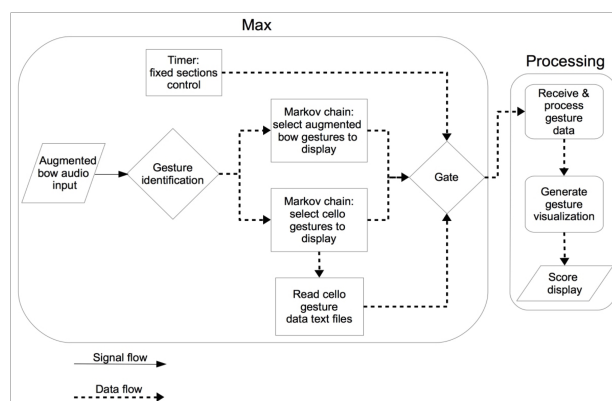 Max
Timer:
fixed sections
control
Processing
Receive &
process
gesture
data
Markov chain:
select augmented
bow gestures to
display
Augmented
bow audio
input
Gesture
identification
Gate
Markov chain:
select cello
gestures to
display
Generate
gesture
visualization
Read cello
gesture
data text files
Score
display
Signal flow
Data flow